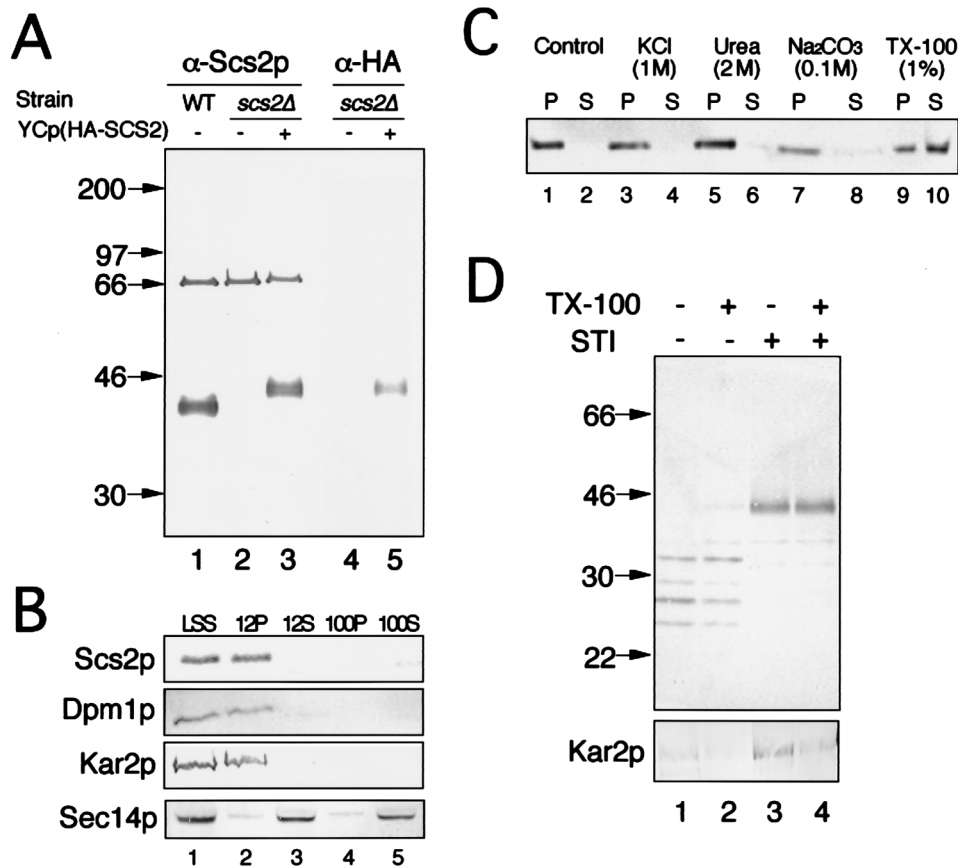 A
α-Scs2p α-HA
Strain WT scs2Δ scs2Δ
YCp(HA-SCS2) - - + - +
200
97
66
46
30
1 2 3 4 5
B
LSS 12P 12S 100P 100S
Scs2p
Dpm1p
Kar2p
Sec14p
1 2 3 4 5
C
Control KCl Urea Na₂CO₃ TX-100
(1M) (2M) (0.1M) (1%)
P S P S P S P S P S
1 2 3 4 5 6 7 8 9 10
D
TX-100 - + - +
STI - - + +
66
46
30
22
Kar2p
1 2 3 4